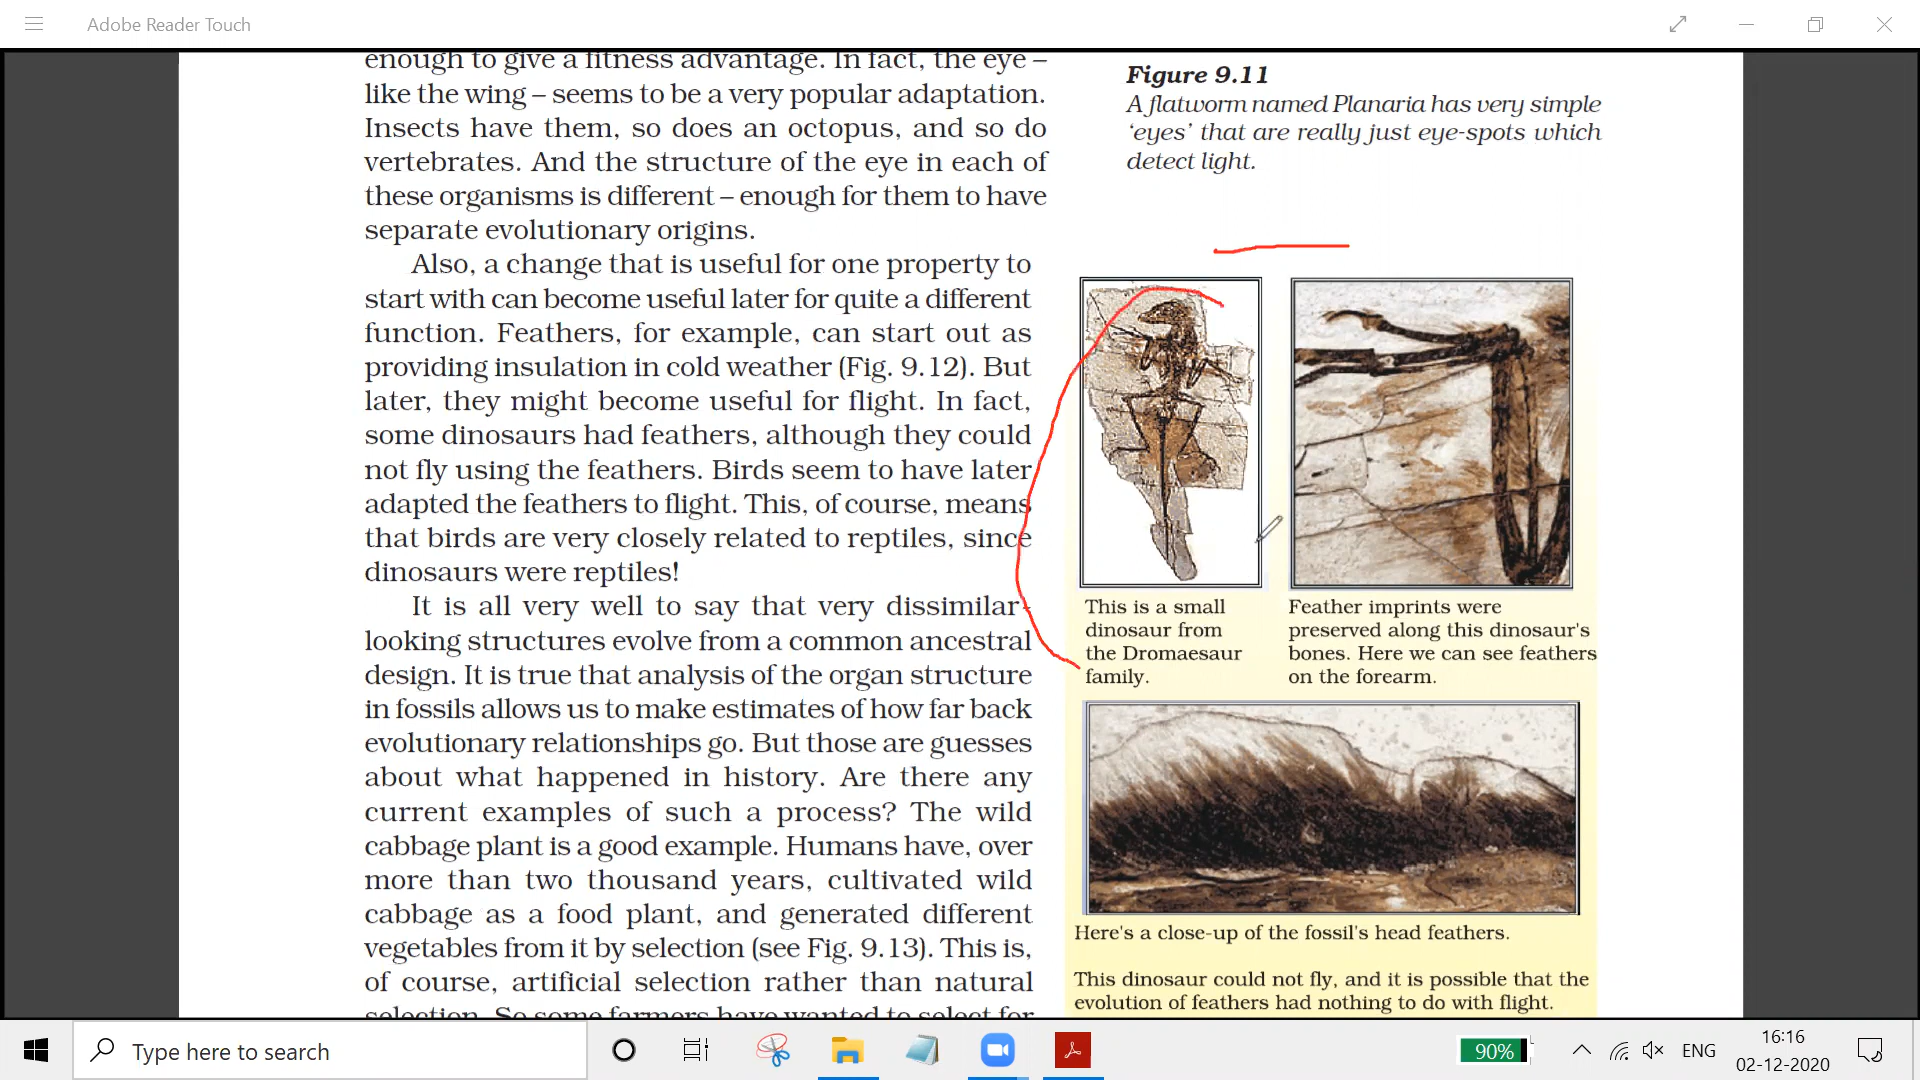 Adobe Reader Touch
enough to give a fitness advantage. In fact, the eye –
like the wing – seems to be a very popular adaptation.
Insects have them, so does an octopus, and so do
vertebrates. And the structure of the eye in each of
these organisms is different – enough for them to have
separate evolutionary origins.
Also, a change that is useful for one property to
start with can become useful later for quite a different
function. Feathers, for example, can start out as
providing insulation in cold weather (Fig. 9.12). But
later, they might become useful for flight. In fact,
some dinosaurs had feathers, although they could
not fly using the feathers. Birds seem to have later
adapted the feathers to flight. This, of course, means
that birds are very closely related to reptiles, since
dinosaurs were reptiles!
It is all very well to say that very dissimilar-
looking structures evolve from a common ancestral
design. It is true that analysis of the organ structure
in fossils allows us to make estimates of how far back
evolutionary relationships go. But those are guesses
about what happened in history. Are there any
current examples of such a process? The wild
cabbage plant is a good example. Humans have, over
more than two thousand years, cultivated wild
cabbage as a food plant, and generated different
vegetables from it by selection (see Fig. 9.13). This is,
of course, artificial selection rather than natural
selection. So some farmers have wanted to select for
Figure 9.11
A flatworm named Planaria has very simple
‘eyes’ that are really just eye-spots which
detect light.
This is a small
dinosaur from
the Dromaesaur
family.
Feather imprints were
preserved along this dinosaur's
bones. Here we can see feathers
on the forearm.
Here's a close-up of the fossil's head feathers.
This dinosaur could not fly, and it is possible that the
evolution of feathers had nothing to do with flight.
Type here to search
90%
ENG
16:16
02-12-2020